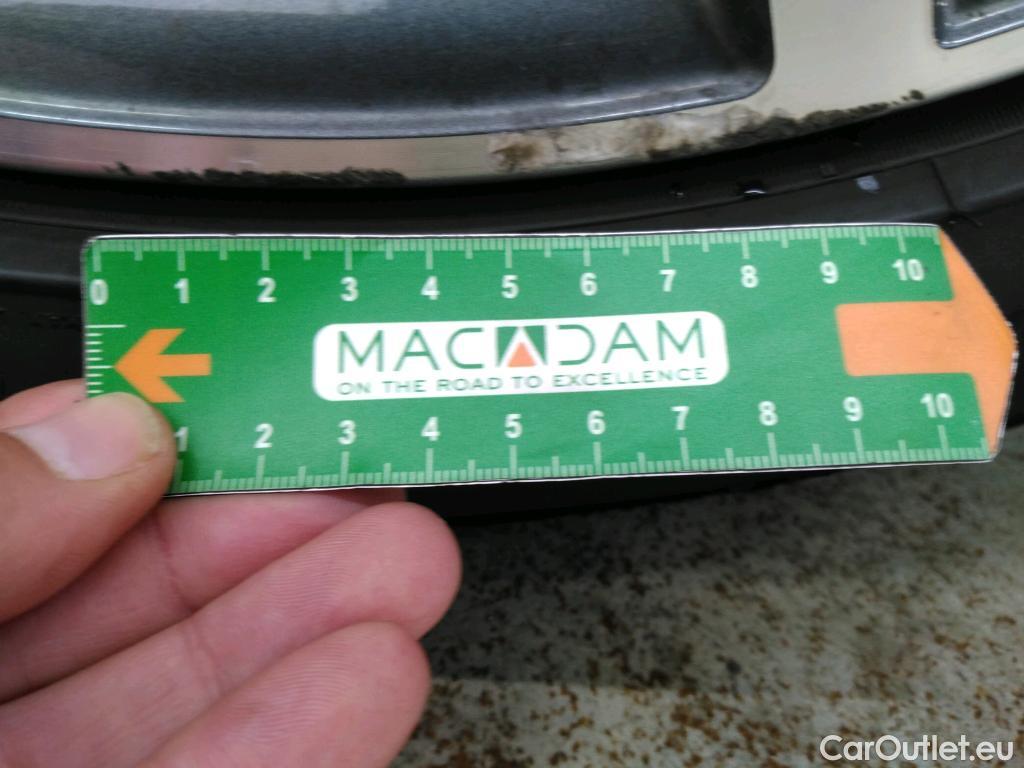 0 1 2 3 4 5 6 7 8 9 10
MACADAM
ON THE ROAD TO EXCELLENCE
1 2 3 4 5 6 7 8 9 10
CarOutlet.eu